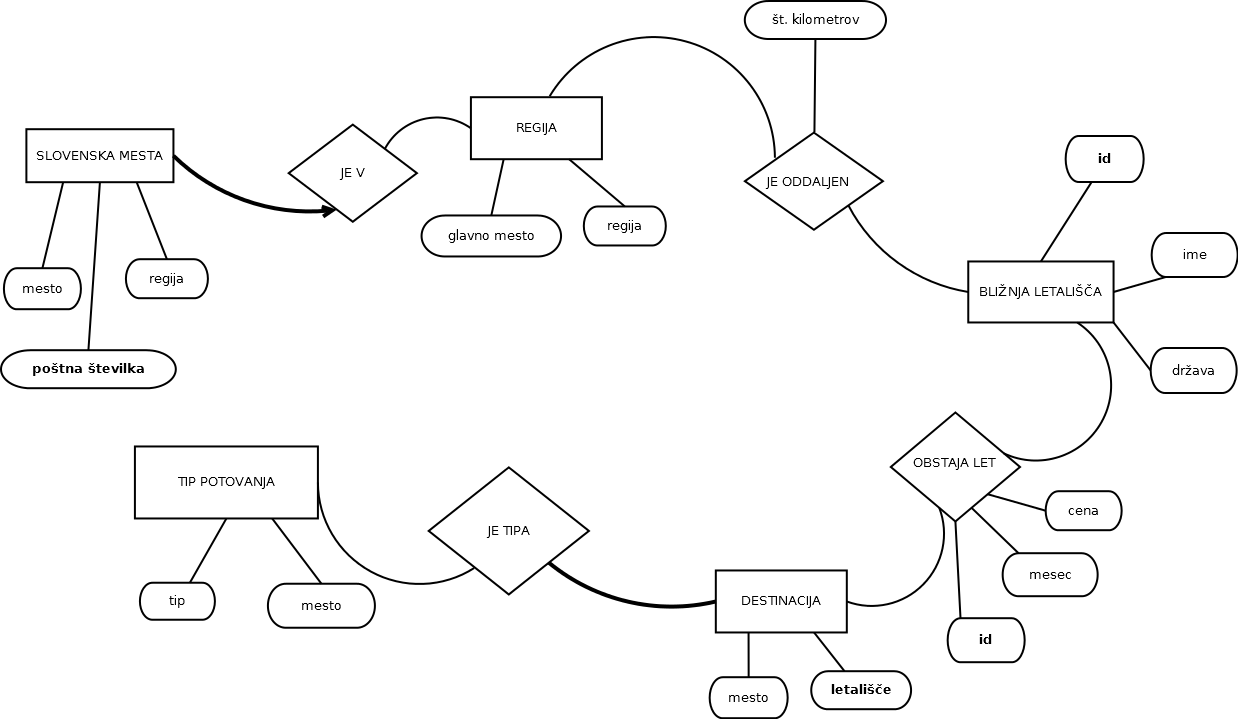 št. kilometrov
REGIJA
SLOVENSKA MESTA
JE V
JE ODDALJEN
id
glavno mesto
regija
mesto
regija
ime
BLIŽNJA LETALIŠČA
poštna številka
država
OBSTAJA LET
TIP POTOVANJA
JE TIPA
cena
mesec
tip
mesto
DESTINACIJA
id
mesto
letališče